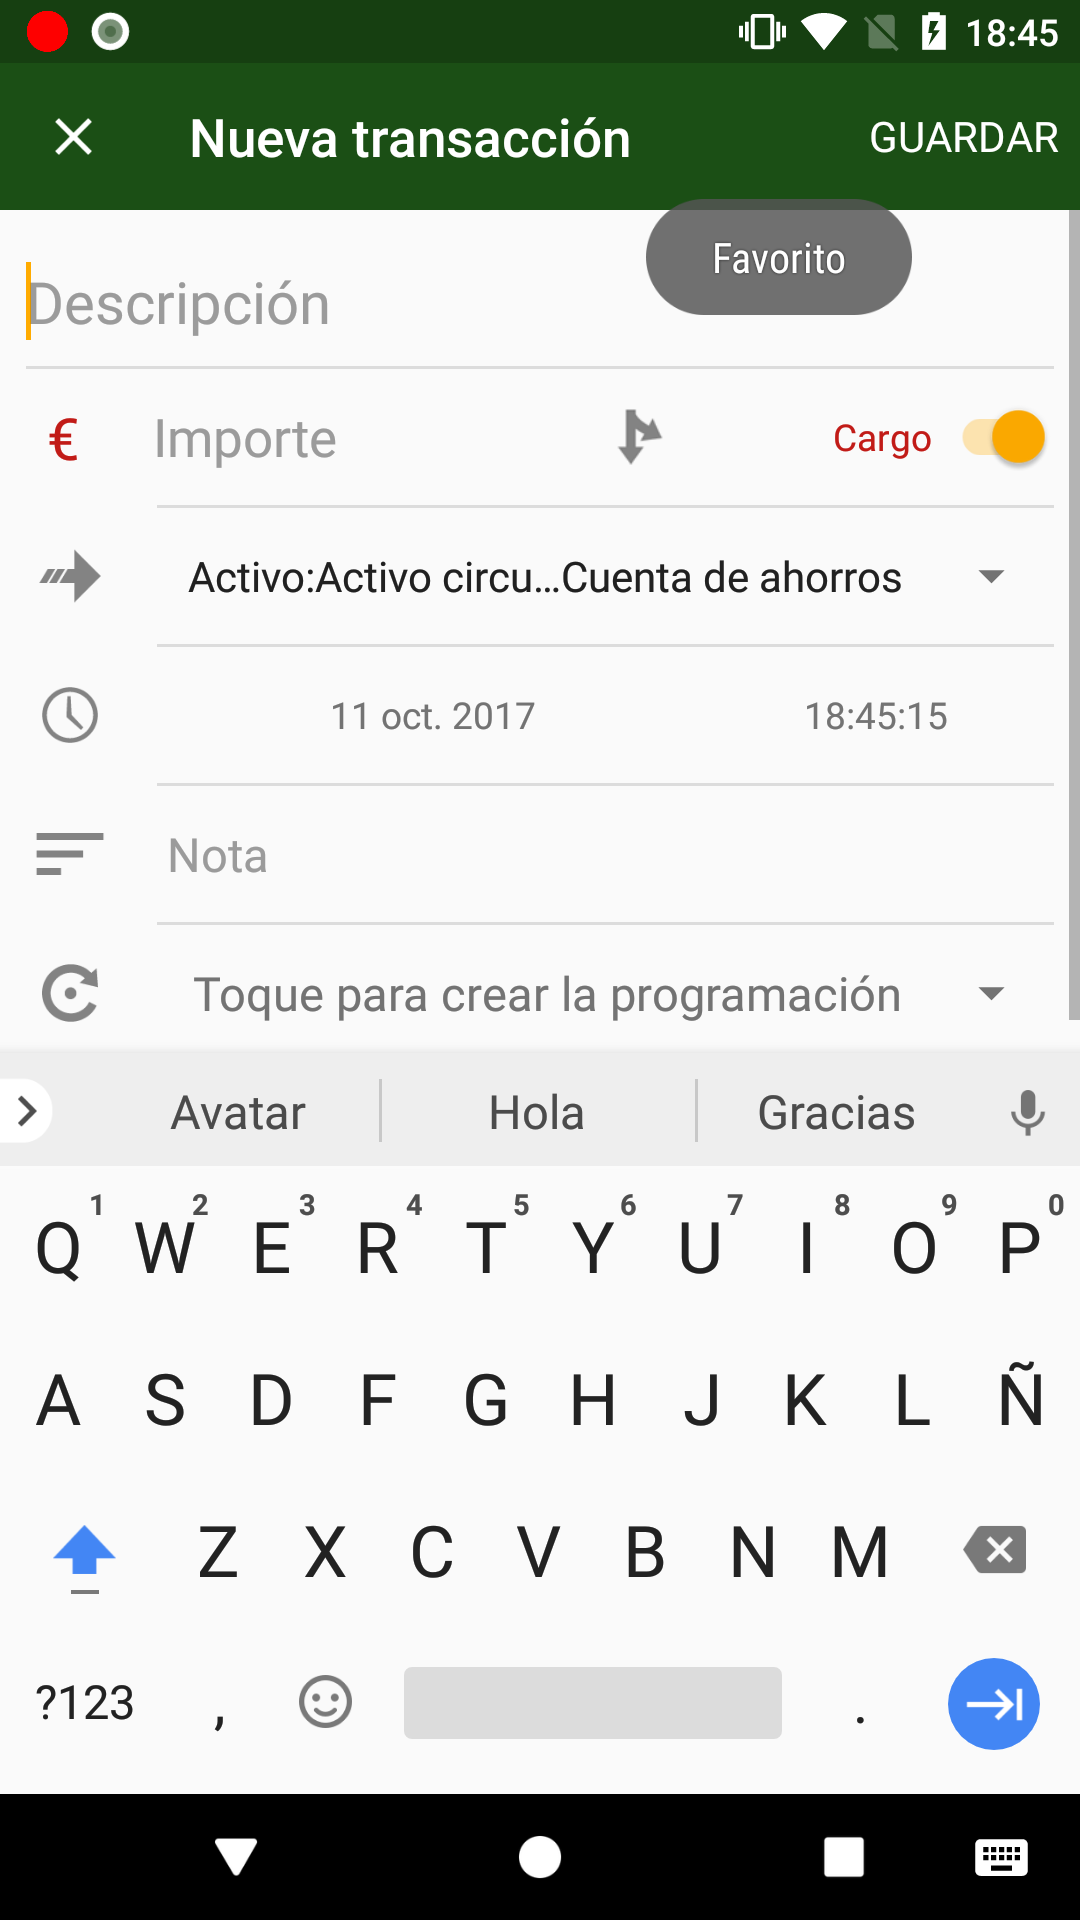 18:45
Nueva transacción
GUARDAR
Favorito
Descripción
€ Importe
Cargo
Activo:Activo circu...Cuenta de ahorros
11 oct. 2017
18:45:15
Nota
Toque para crear la programación
Avatar
Hola
Gracias
1 2 3 4 5 6 7 8 9 0
Q W E R T Y U I O P
A S D F G H J K L Ñ
Z X C V B N M
?123 , .